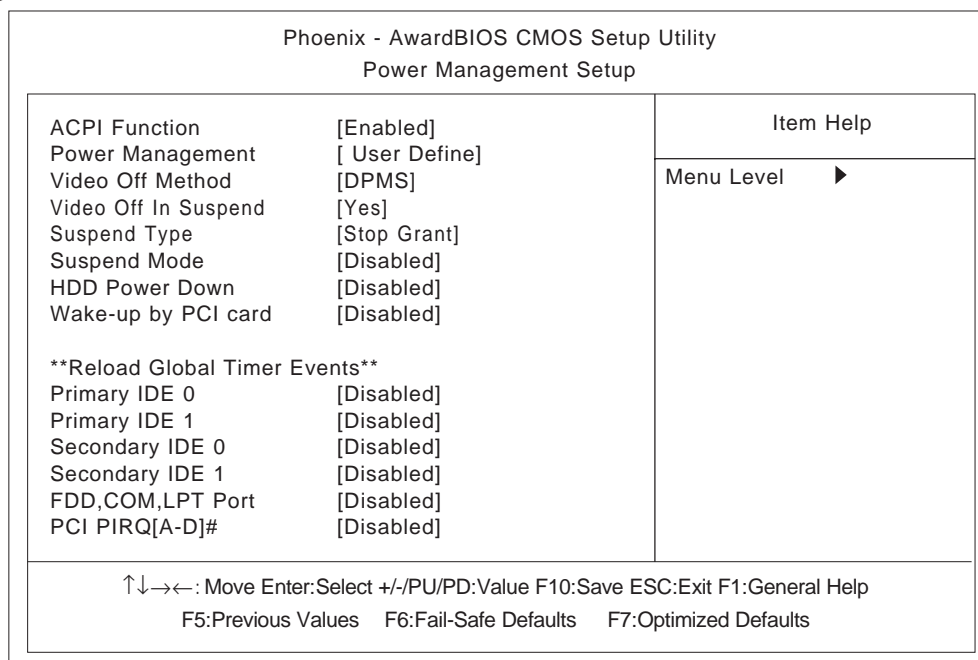 Phoenix - AwardBIOS CMOS Setup Utility
Power Management Setup
ACPI Function [Enabled]
Power Management [ User Define]
Video Off Method [DPMS]
Video Off In Suspend [Yes]
Suspend Type [Stop Grant]
Suspend Mode [Disabled]
HDD Power Down [Disabled]
Wake-up by PCI card [Disabled]
**Reload Global Timer Events**
Primary IDE 0 [Disabled]
Primary IDE 1 [Disabled]
Secondary IDE 0 [Disabled]
Secondary IDE 1 [Disabled]
FDD,COM,LPT Port [Disabled]
PCI PIRQ[A-D]# [Disabled]
Item Help
Menu Level ▶
↑↓→←: Move Enter:Select +/-/PU/PD:Value F10:Save ESC:Exit F1:General Help
F5:Previous Values F6:Fail-Safe Defaults F7:Optimized Defaults